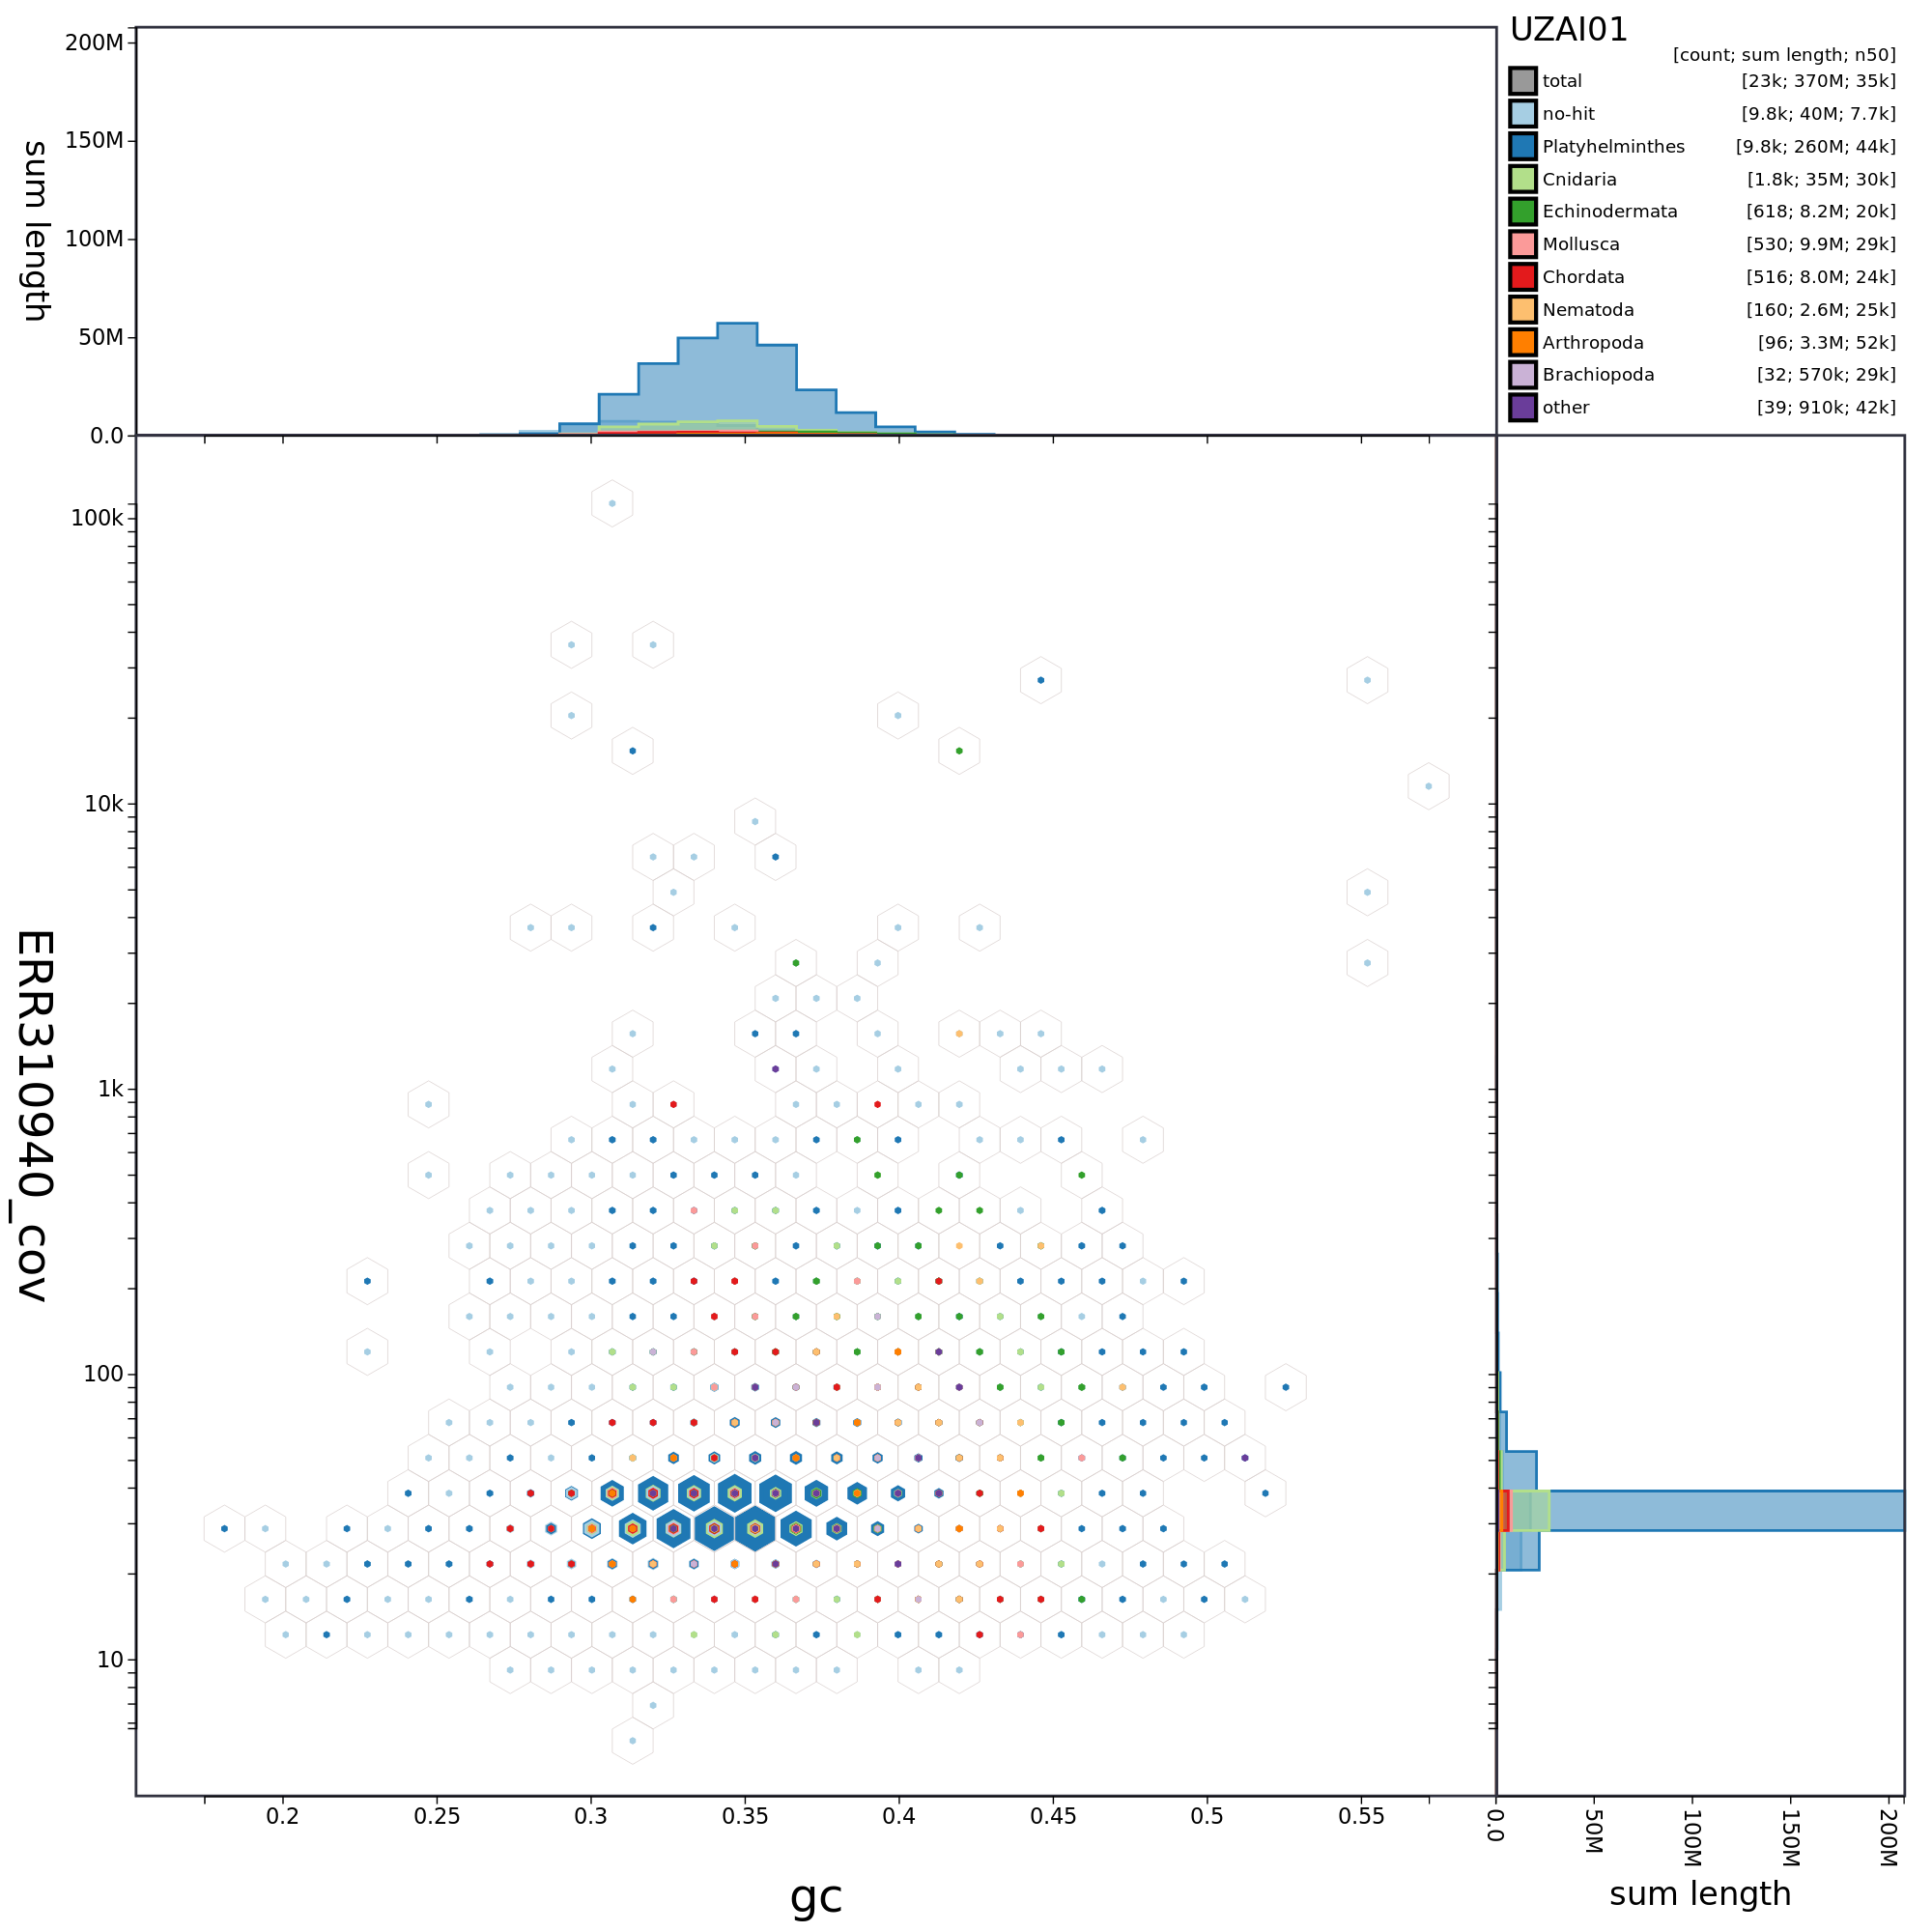 UZAI01
[count; sum length; n50]
total [23k; 370M; 35k]
no-hit [9.8k; 40M; 7.7k]
Platyhelminthes [9.8k; 260M; 44k]
Cnidaria [1.8k; 35M; 30k]
Echinodermata [618; 8.2M; 20k]
Mollusca [530; 9.9M; 29k]
Chordata [516; 8.0M; 24k]
Nematoda [160; 2.6M; 25k]
Arthropoda [96; 3.3M; 52k]
Brachiopoda [32; 570k; 29k]
other [39; 910k; 42k]
sum length
200M
150M
100M
50M
0.0
ERR310940_cov
100k
10k
1k
100
10
0.2 0.25 0.3 0.35 0.4 0.45 0.5 0.55
gc
0.0 50M 100M 150M 200M
sum length